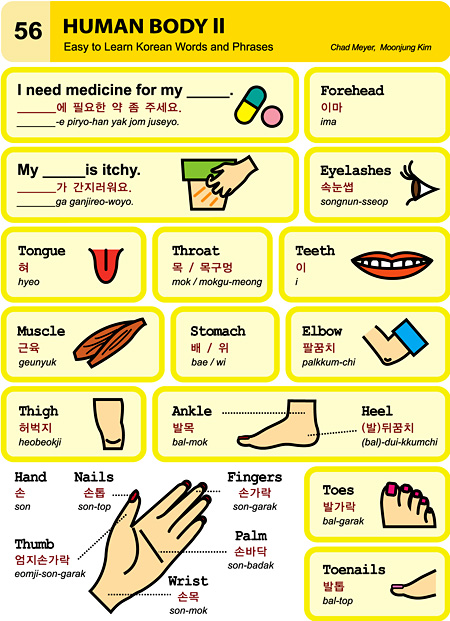 56
HUMAN BODY II
Easy to Learn Korean Words and Phrases
Chad Meyer, Moonjung Kim
I need medicine for my _____.
______에 필요한 약 좀 주세요.
_______-e piryo-han yak jom juseyo.
Forehead
이마
ima
My _____is itchy.
______가 간지러워요.
_______ga ganjireo-woyo.
Eyelashes
속눈썹
songnun-sseop
Tongue
혀
hyeo
Throat
목 / 목구멍
mok / mokgu-meong
Teeth
이
i
Muscle
근육
geunyuk
Stomach
배 / 위
bae / wi
Elbow
팔꿈치
palkkum-chi
Thigh
허벅지
heobeokji
Ankle
발목
bal-mok
Heel
(발)뒤꿈치
(bal)-dui-kkumchi
Hand
손
son
Nails
손톱
son-top
Fingers
손가락
son-garak
Thumb
엄지손가락
eomji-son-garak
Palm
손바닥
son-badak
Wrist
손목
son-mok
Toes
발가락
bal-garak
Toenails
발톱
bal-top